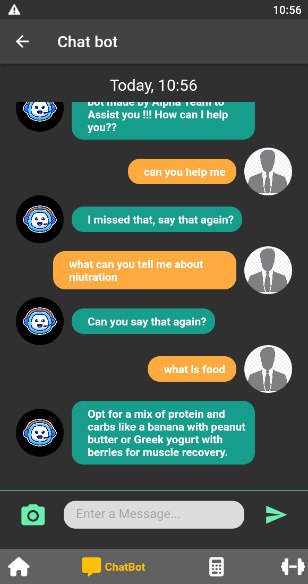 10:56
Chat bot
Today, 10:56
bot made by Alpha Team to
Assist you !!! How can I help
you??
can you help me
I missed that, say that again?
what can you tell me about
niutration
Can you say that again?
what is food
Opt for a mix of protein and
carbs like a banana with peanut
butter or Greek yogurt with
berries for muscle recovery.
Enter a Message...
ChatBot